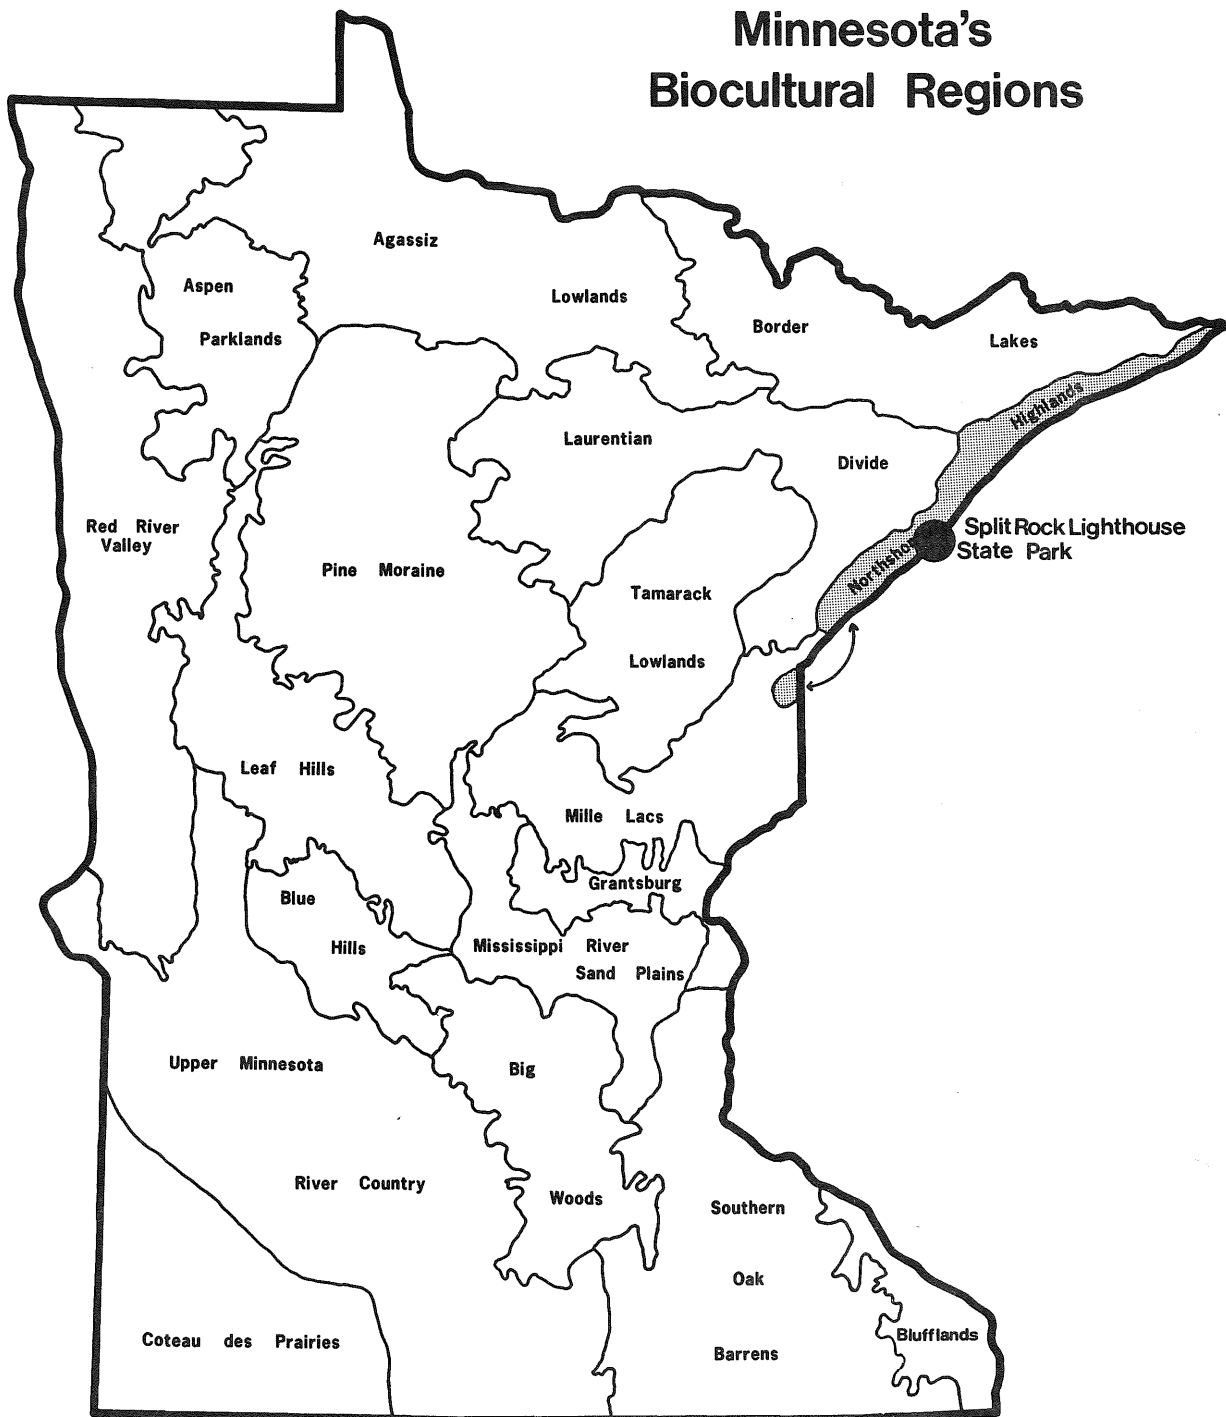 Minnesota's
Biocultural Regions
Agassiz
Lowlands
Aspen
Parklands
Border
Lakes
Highlands
Laurentian
Divide
Red River
Valley
Split Rock Lighthouse
State Park
Northshore
Pine Moraine
Tamarack
Lowlands
Leaf Hills
Mille Lacs
Grantsburg
Blue
Hills
Mississippi River
Sand Plains
Upper Minnesota
Big
River Country
Woods
Southern
Oak
Barrens
Coteau des Prairies
Blufflands